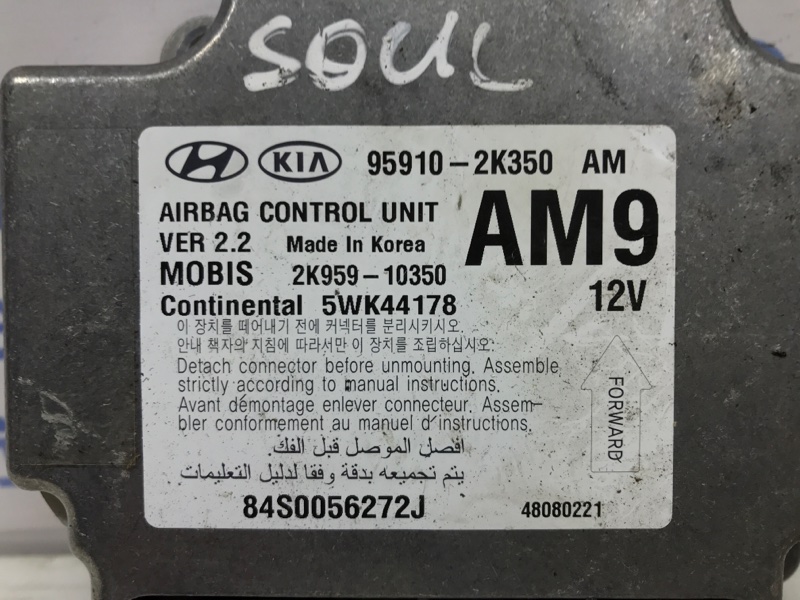 SOUL
KIA 95910-2K350 AM
AIRBAG CONTROL UNIT
AM9
VER 2.2 Made In Korea
MOBIS 2K959-10350
12V
Continental 5WK44178
이 장치를 떼어내기 전에 커넥터를 분리시키시오.
안내 책자의 지침에 따라서만 이 장치를 조립하십시오.
Detach connector before unmounting. Assemble
strictly according to manual instructions.
Avant démontage enlever connecteur. Assem-
bler conformement au manuel d'instructions.
FORWARD
افصل الموصل قبل الفك.
يتم تجميعه بدقة وفقا لدليل التعليمات
84S0056272J
48080221